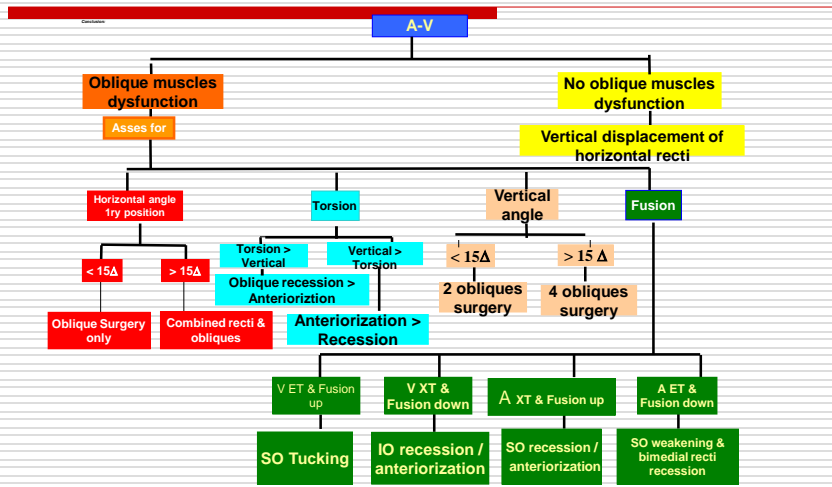 Conclusion
A-V
Oblique muscles
dysfunction
No oblique muscles
dysfunction
Asses for
Vertical displacement of
horizontal recti
Horizontal angle
1ry position
Torsion
Vertical
angle
Fusion
Torsion >
Vertical
Vertical >
Torsion
< 15Δ
> 15Δ
< 15Δ
> 15 Δ
Oblique recession >
Anterioriztion
2 obliques
surgery
4 obliques
surgery
Oblique Surgery
only
Combined recti &
obliques
Anteriorization >
Recession
V ET & Fusion
up
V XT &
Fusion down
A XT & Fusion up
A ET &
Fusion down
SO Tucking
IO recession /
anteriorization
SO recession /
anteriorization
SO weakening &
bimedial recti
recession